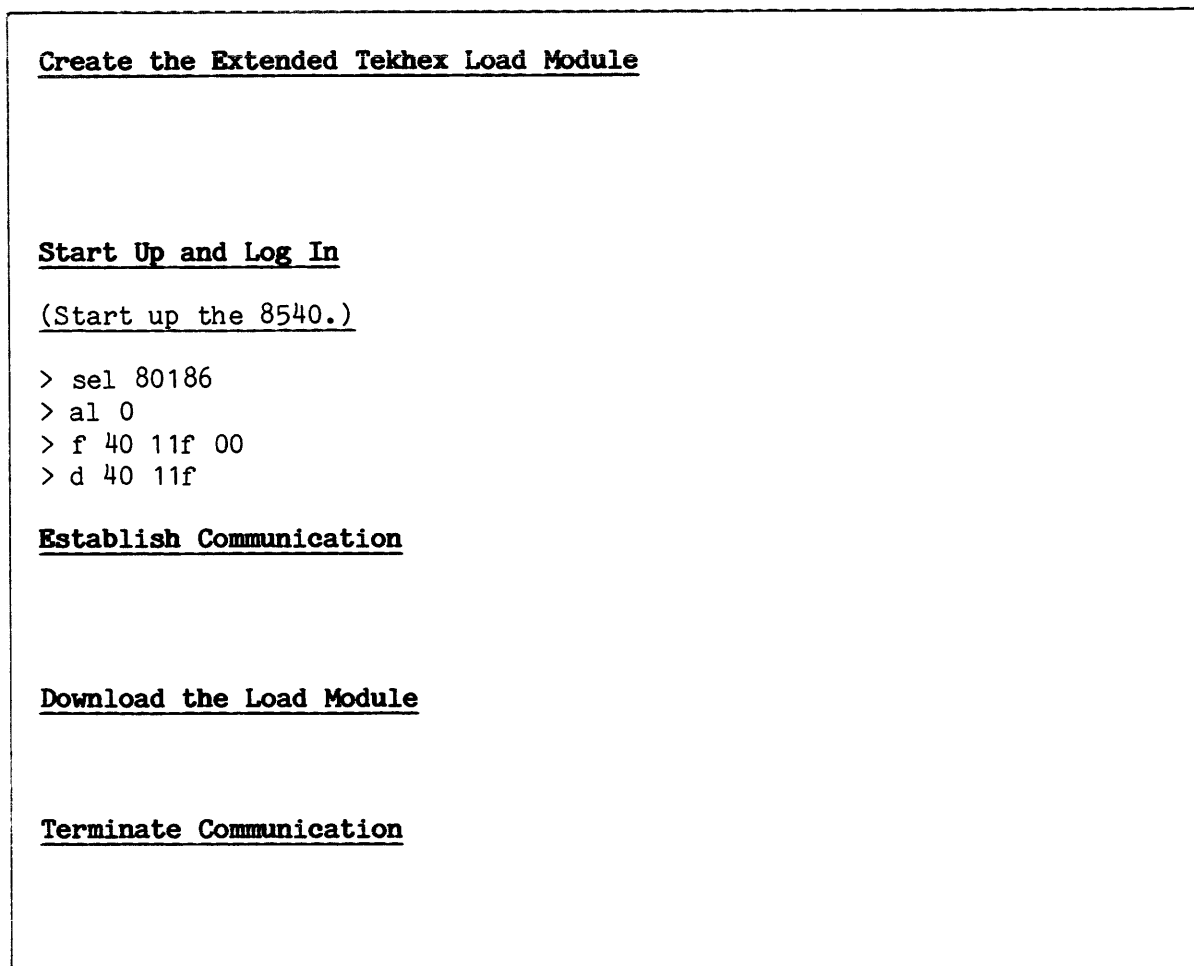 Create the Extended Tekhex Load Module
Start Up and Log In
(Start up the 8540.)
> sel 80186
> al 0
> f 40 11f 00
> d 40 11f
Establish Communication
Download the Load Module
Terminate Communication